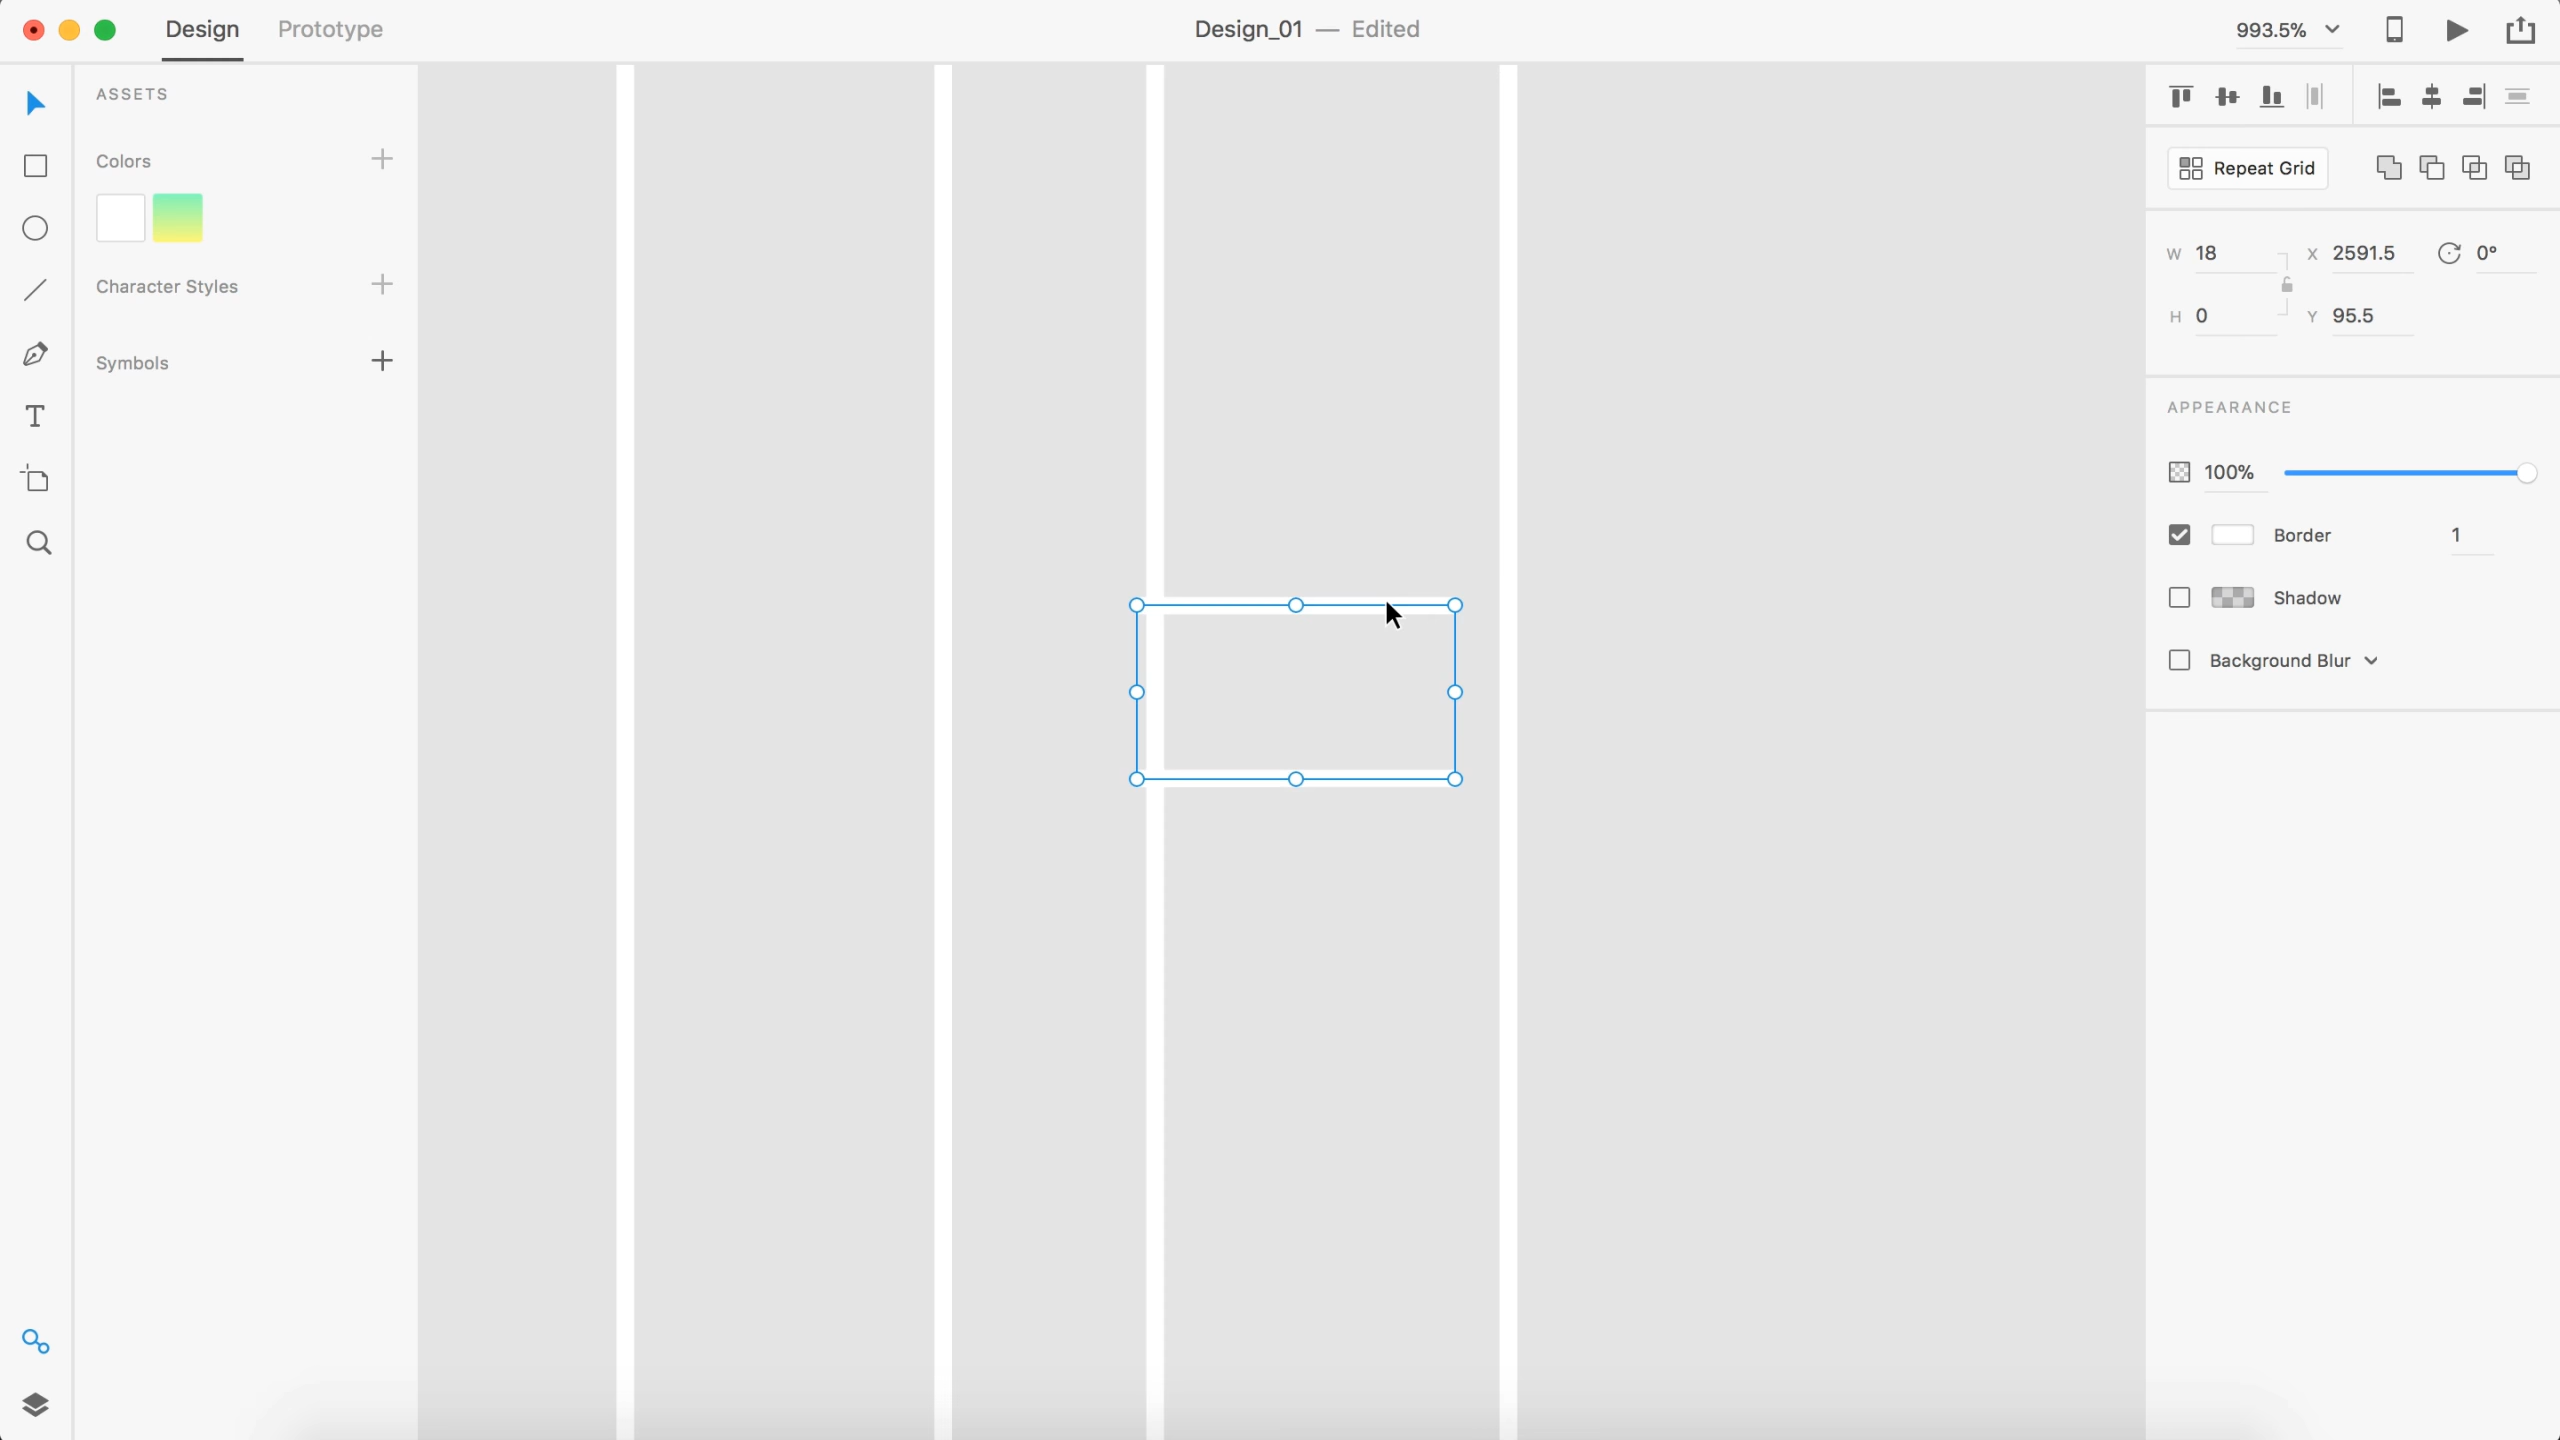 Design Prototype Design_01 — Edited 993.5%
ASSETS
Colors
Character Styles
Symbols
Repeat Grid
W 18 X 2591.5 0°
H 0 Y 95.5
APPEARANCE
100%
Border 1
Shadow
Background Blur